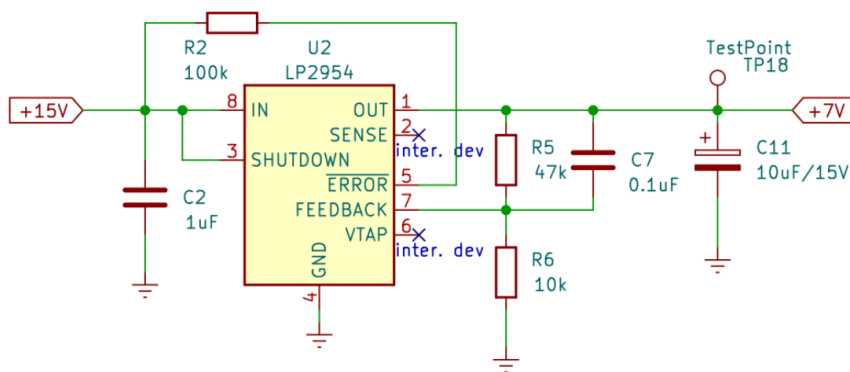 R2
100k
U2
LP2954
TestPoint
TP18
+15V
8
IN
OUT
1
+7V
SENSE
2
inter. dev
3
SHUTDOWN
ERROR
5
R5
47k
C7
0.1uF
+
C11
10uF/15V
C2
1uF
FEEDBACK
7
VTAP
6
inter. dev
GND
4
R6
10k